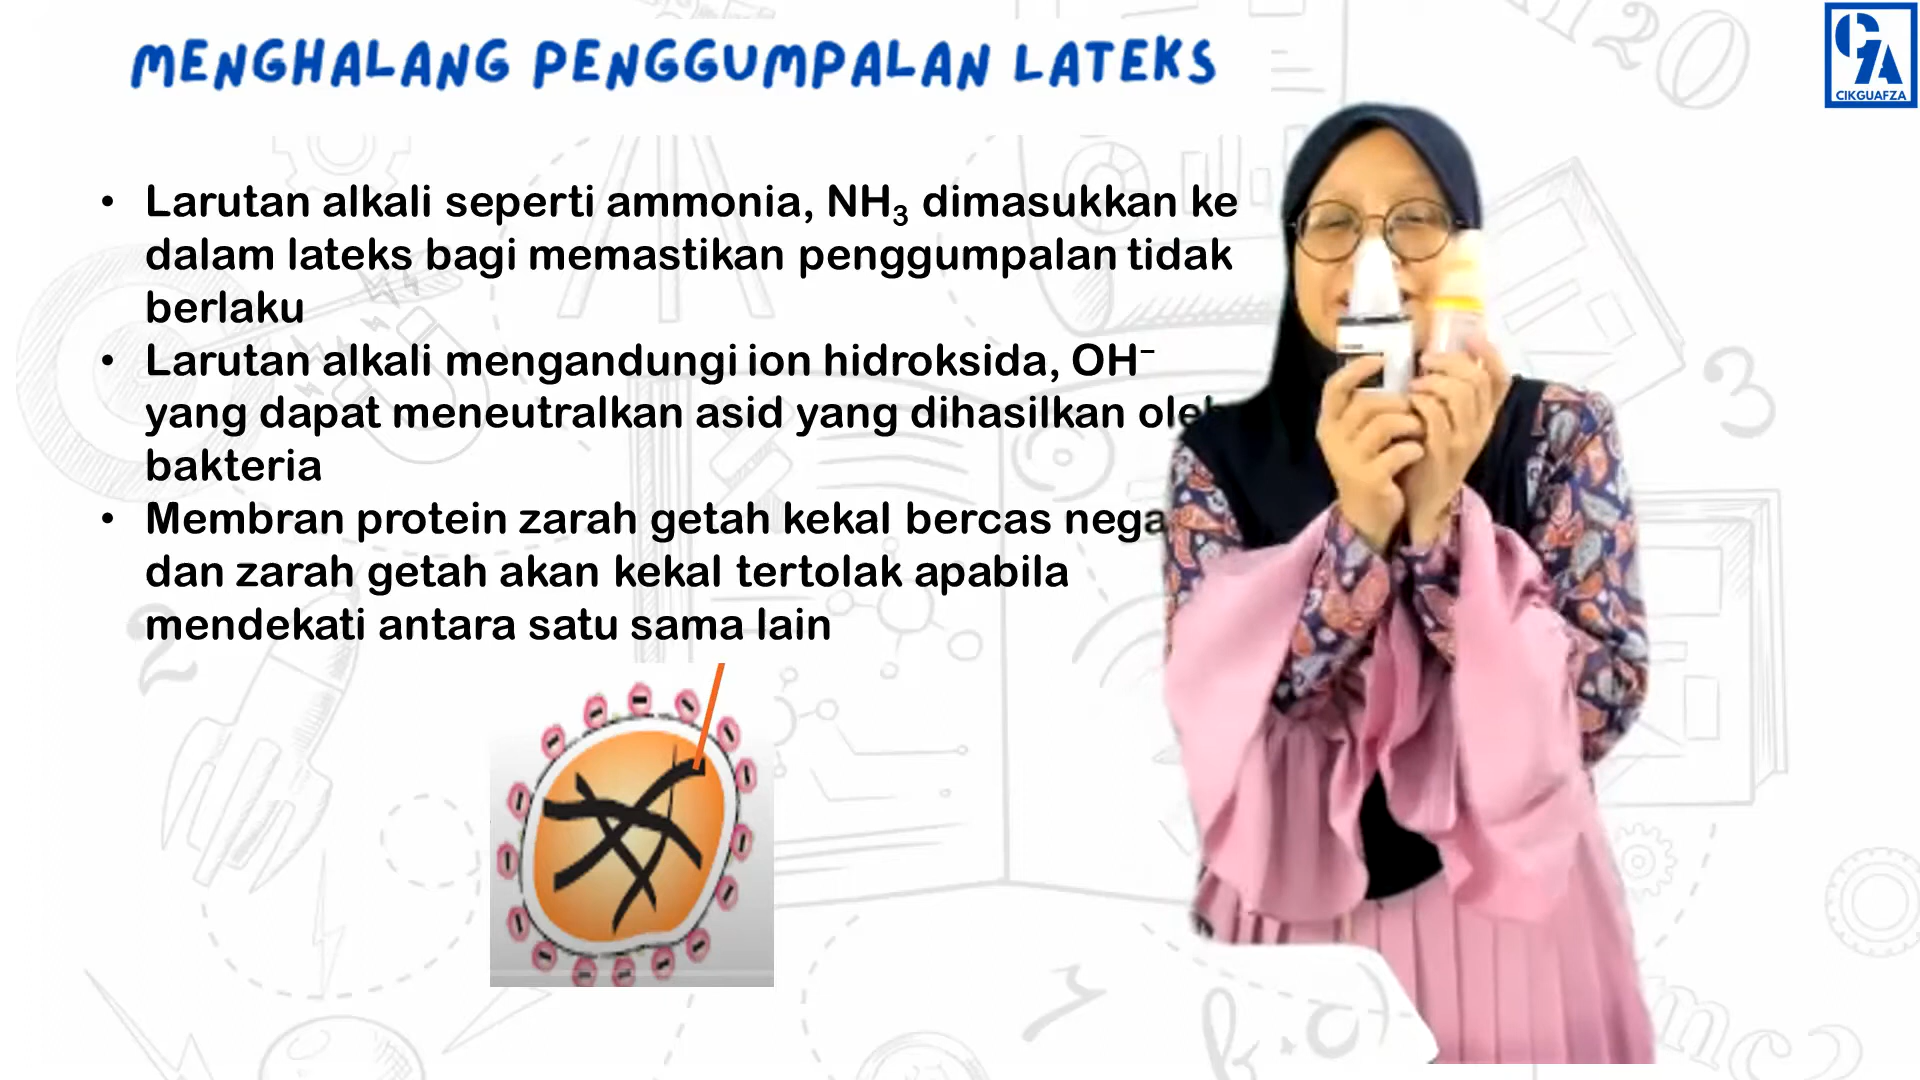 MENGHALANG PENGGUMPALAN LATEKS
CIKGUAFZA
• Larutan alkali seperti ammonia, NH₃ dimasukkan ke
dalam lateks bagi memastikan penggumpalan tidak
berlaku
• Larutan alkali mengandungi ion hidroksida, OH⁻
yang dapat meneutralkan asid yang dihasilkan oleh
bakteria
• Membran protein zarah getah kekal bercas
dan zarah getah akan kekal tertolak apabila
mendekati antara satu sama lain